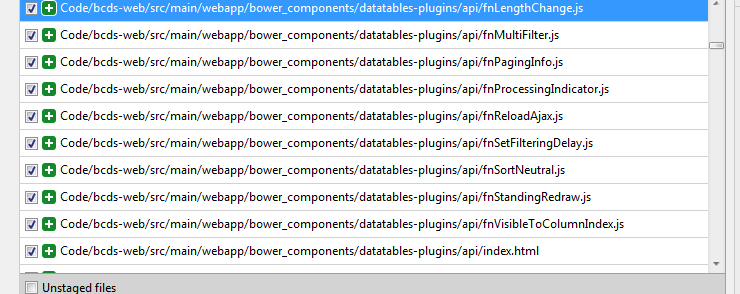 Code/bcds-web/src/main/webapp/bower_components/datatables-plugins/api/fnLengthChange.js
Code/bcds-web/src/main/webapp/bower_components/datatables-plugins/api/fnMultiFilter.js
Code/bcds-web/src/main/webapp/bower_components/datatables-plugins/api/fnPagingInfo.js
Code/bcds-web/src/main/webapp/bower_components/datatables-plugins/api/fnProcessingIndicator.js
Code/bcds-web/src/main/webapp/bower_components/datatables-plugins/api/fnReloadAjax.js
Code/bcds-web/src/main/webapp/bower_components/datatables-plugins/api/fnSetFilteringDelay.js
Code/bcds-web/src/main/webapp/bower_components/datatables-plugins/api/fnSortNeutral.js
Code/bcds-web/src/main/webapp/bower_components/datatables-plugins/api/fnStandingRedraw.js
Code/bcds-web/src/main/webapp/bower_components/datatables-plugins/api/fnVisibleToColumnIndex.js
Code/bcds-web/src/main/webapp/bower_components/datatables-plugins/api/index.html
Unstaged files